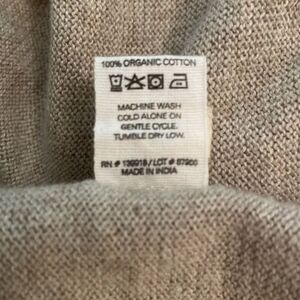 100% ORGANIC COTTON
MACHINE WASH
COLD ALONE ON
GENTLE CYCLE.
TUMBLE DRY LOW.
RN # 139918 / LOT #
MADE IN INDIA